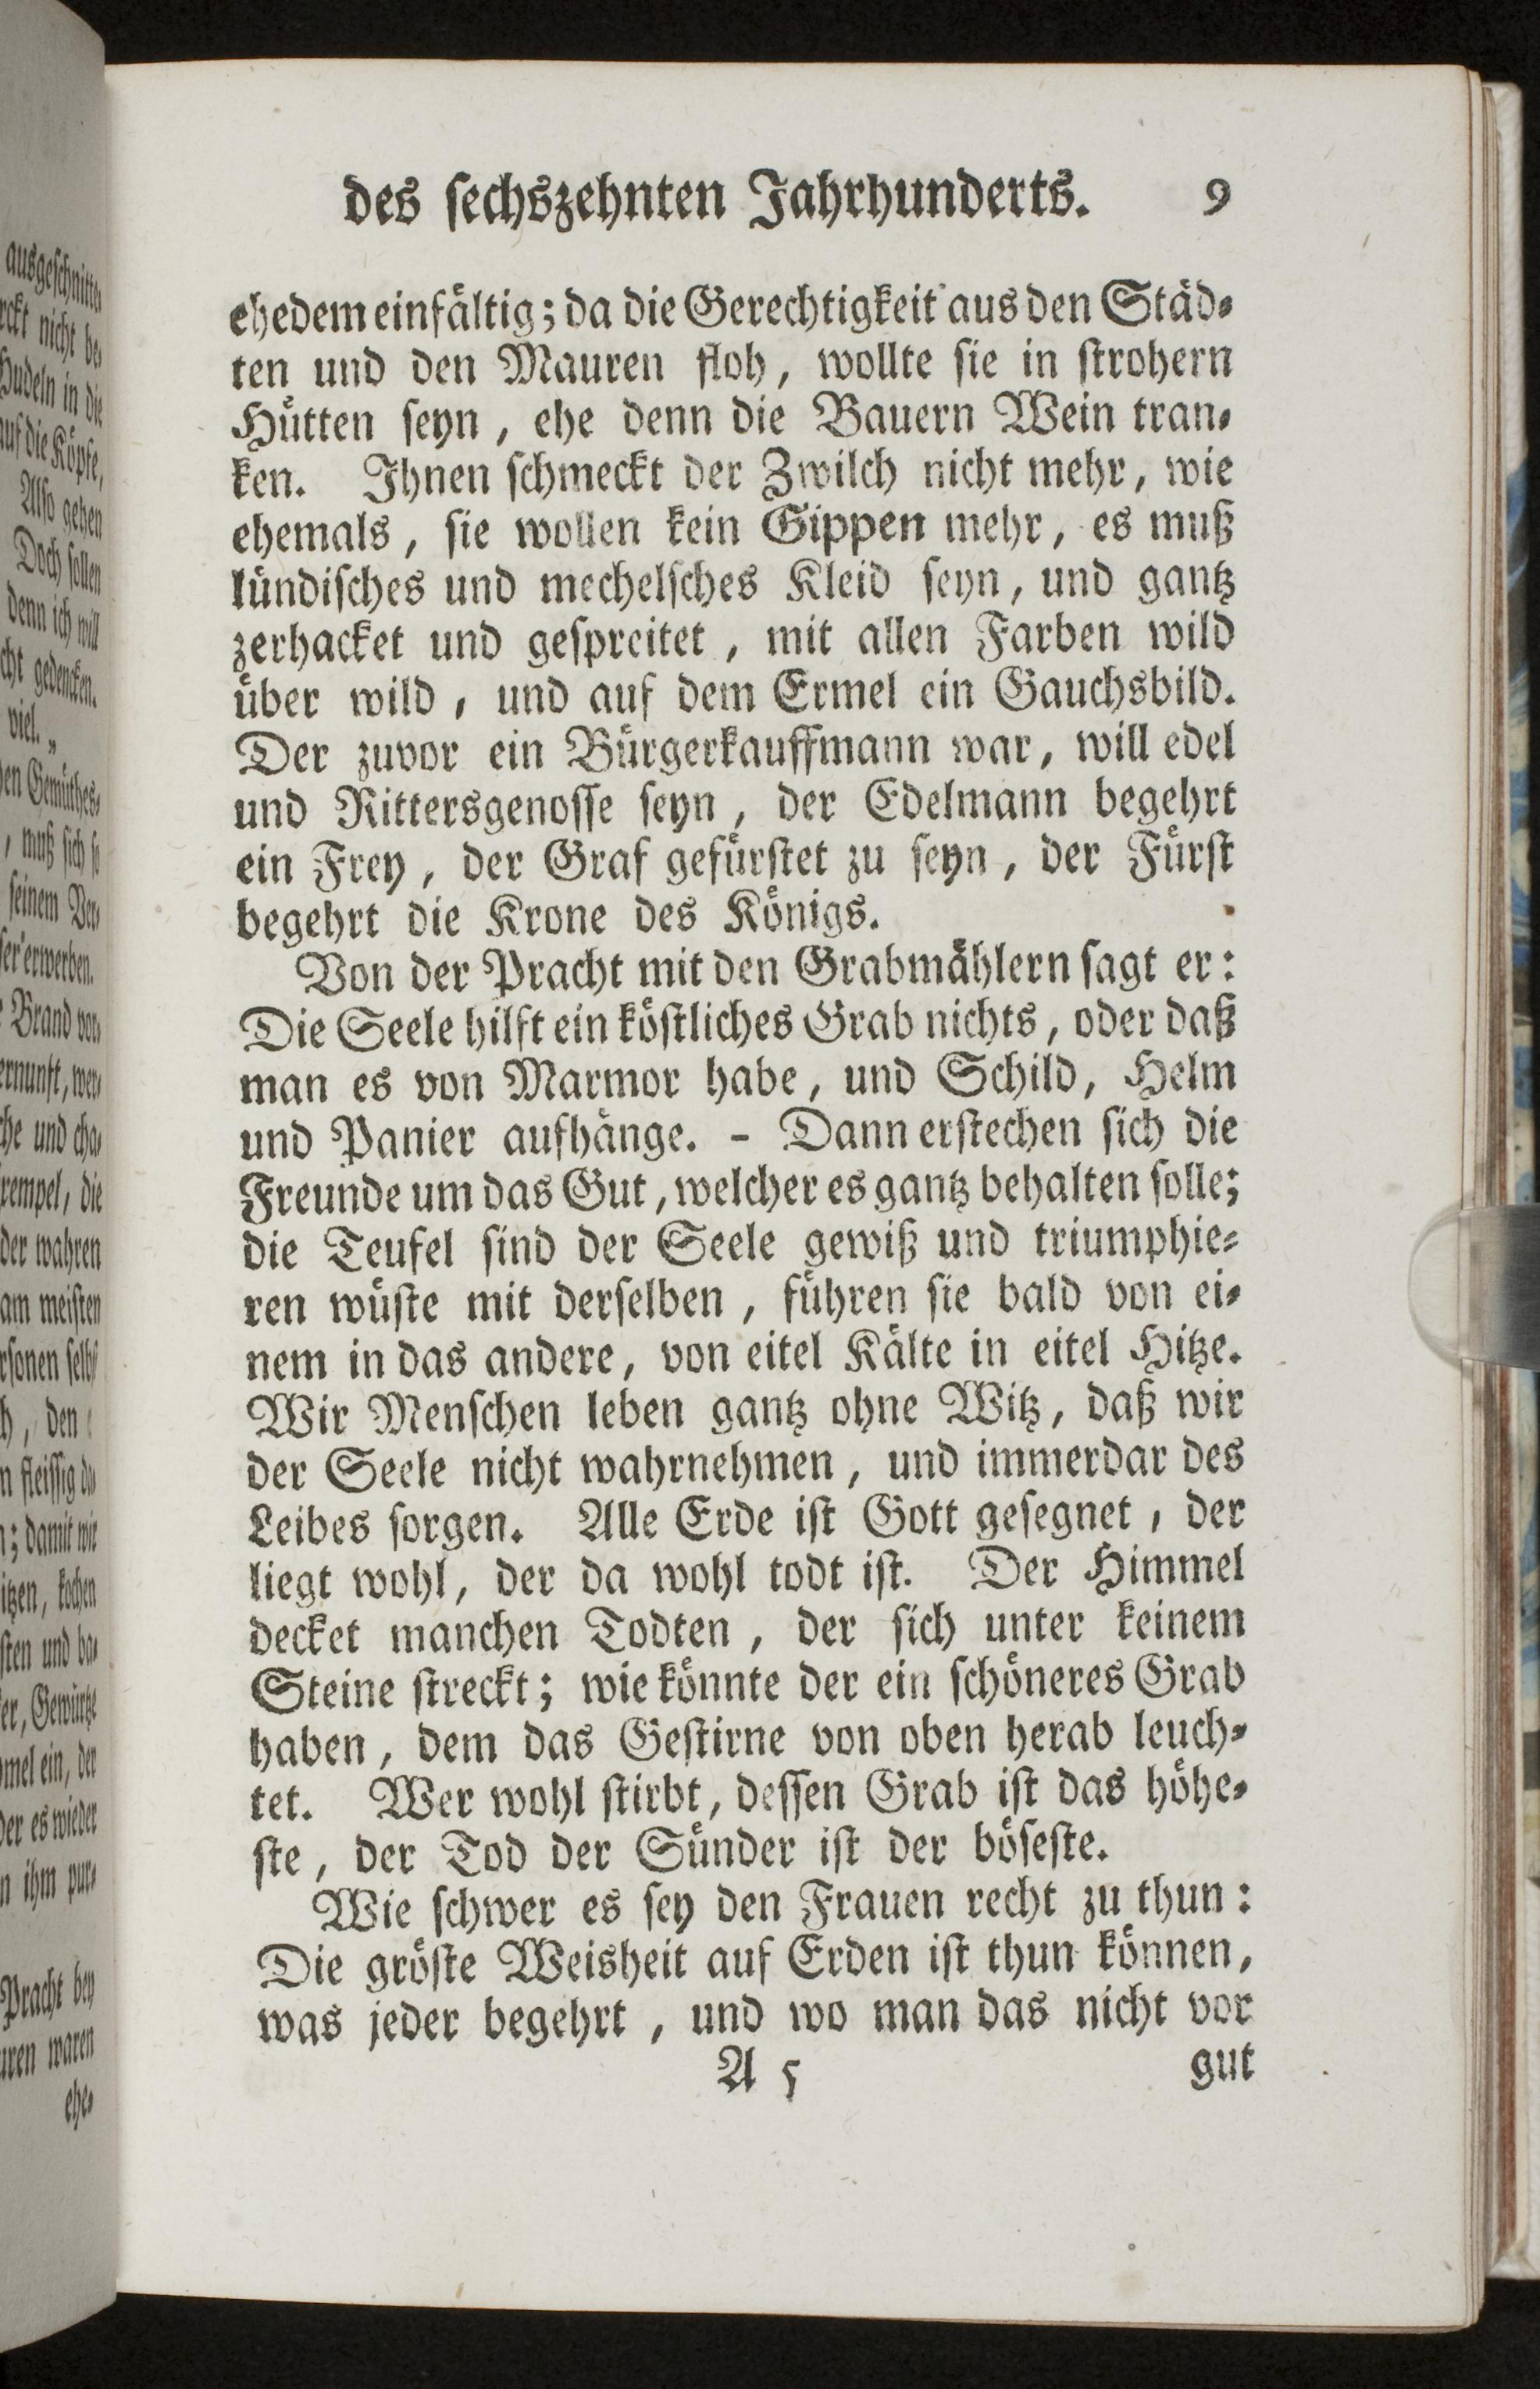 des sechszehnten Jahrhunderts. 9
ehedem einfältig; da die Gerechtigkeit aus den Städ-
ten und den Mauren floh, wollte sie in strohern
Hütten seyn, ehe denn die Bauern Wein tran-
ken. Ihnen schmeckt der Zwilch nicht mehr, wie
ehemals, sie wollen kein Gippen mehr, es muß
lündisches und mechelsches Kleid seyn, und gantz
zerhacket und gespreitet, mit allen Farben wild
über wild, und auf dem Ermel ein Gauchsbild.
Der zuvor ein Bürgerkauffmann war, will edel
und Rittersgenosse seyn, der Edelmann begehrt
ein Frey, der Graf gefürstet zu seyn, der Fürst
begehrt die Krone des Königs.
Von der Pracht mit den Grabmählern sagt er:
Die Seele hilft ein köstliches Grab nichts, oder daß
man es von Marmor habe, und Schild, Helm
und Panier aufhänge. - Dann erstechen sich die
Freunde um das Gut, welcher es gantz behalten solle;
die Teufel sind der Seele gewiß und triumphie-
ren wüste mit derselben, führen sie bald von ei-
nem in das andere, von eitel Kälte in eitel Hitze.
Wir Menschen leben gantz ohne Witz, daß wir
der Seele nicht wahrnehmen, und immerdar des
Leibes sorgen. Alle Erde ist Gott gesegnet, der
liegt wohl, der da wohl todt ist. Der Himmel
decket manchen Todten, der sich unter keinem
Steine streckt; wie könnte der ein schöneres Grab
haben, dem das Gestirne von oben herab leuch-
tet. Wer wohl stirbt, dessen Grab ist das höhe-
ste, der Tod der Sünder ist der böseste.
Wie schwer es sey den Frauen recht zu thun:
Die gröste Weisheit auf Erden ist thun können,
was jeder begehrt, und wo man das nicht vor
A 5 gut